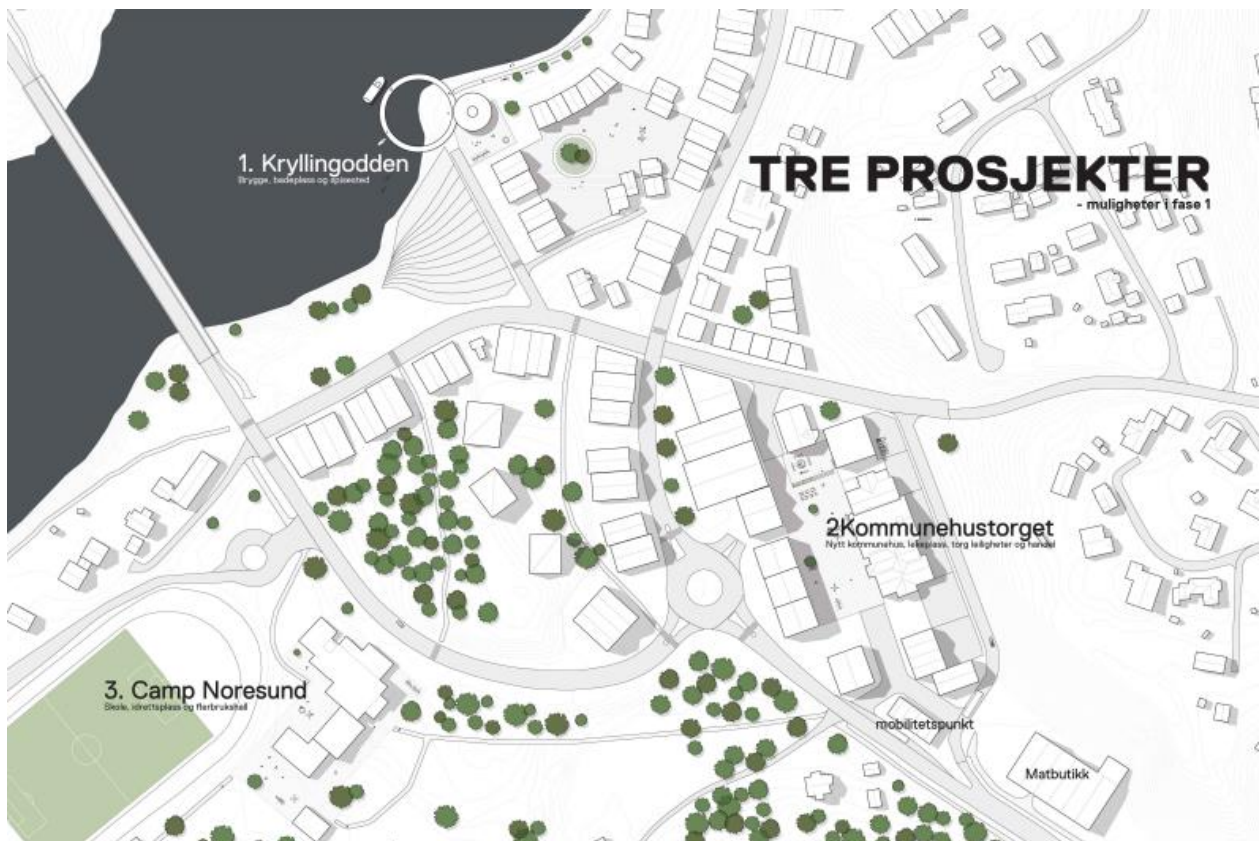 TRE PROSJEKTER
- muligheter i fase 1
1. Kryllingodden
Brygge, badeplass og spisested
2Kommunehustorget
Nytt kommunehus, lekeplass, torg leiligheter og handel
3. Camp Noresund
Skole, idrettsplass og flerbrukshall
mobilitetspunkt
Matbutikk